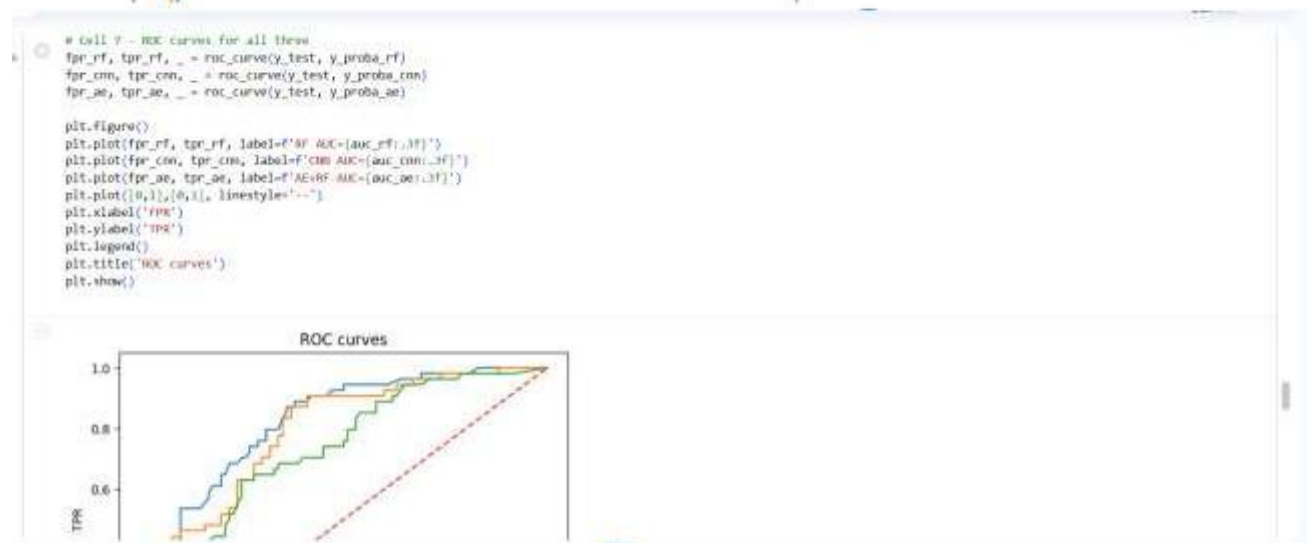 # Cell 7 - ROC curves for all three
fpr_rf, tpr_rf, _ = roc_curve(y_test, y_proba_rf)
fpr_cnn, tpr_cnn, _ = roc_curve(y_test, y_proba_cnn)
fpr_ae, tpr_ae, _ = roc_curve(y_test, y_proba_ae)
plt.figure()
plt.plot(fpr_rf, tpr_rf, label=f'RF AUC={auc_rf:.3f}')
plt.plot(fpr_cnn, tpr_cnn, label=f'CNN AUC={auc_cnn:.3f}')
plt.plot(fpr_ae, tpr_ae, label=f'AE+RF AUC={auc_ae:.3f}')
plt.plot([0,1],[0,1], linestyle='--')
plt.xlabel('FPR')
plt.ylabel('TPR')
plt.legend()
plt.title('ROC curves')
plt.show()
ROC curves
1.0
0.8
0.6
TPR